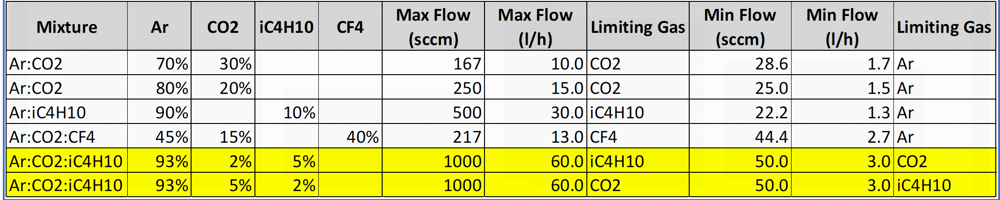 Mixture Ar CO2 iC4H10 CF4 Max Flow (sccm) Max Flow (l/h) Limiting Gas Min Flow (sccm) Min Flow (l/h) Limiting Gas
Ar:CO2 70% 30% 167 10.0 CO2 28.6 1.7 Ar
Ar:CO2 80% 20% 250 15.0 CO2 25.0 1.5 Ar
Ar:iC4H10 90% 10% 500 30.0 iC4H10 22.2 1.3 Ar
Ar:CO2:CF4 45% 15% 40% 217 13.0 CF4 44.4 2.7 Ar
Ar:CO2:iC4H10 93% 2% 5% 1000 60.0 iC4H10 50.0 3.0 CO2
Ar:CO2:iC4H10 93% 5% 2% 1000 60.0 CO2 50.0 3.0 iC4H10